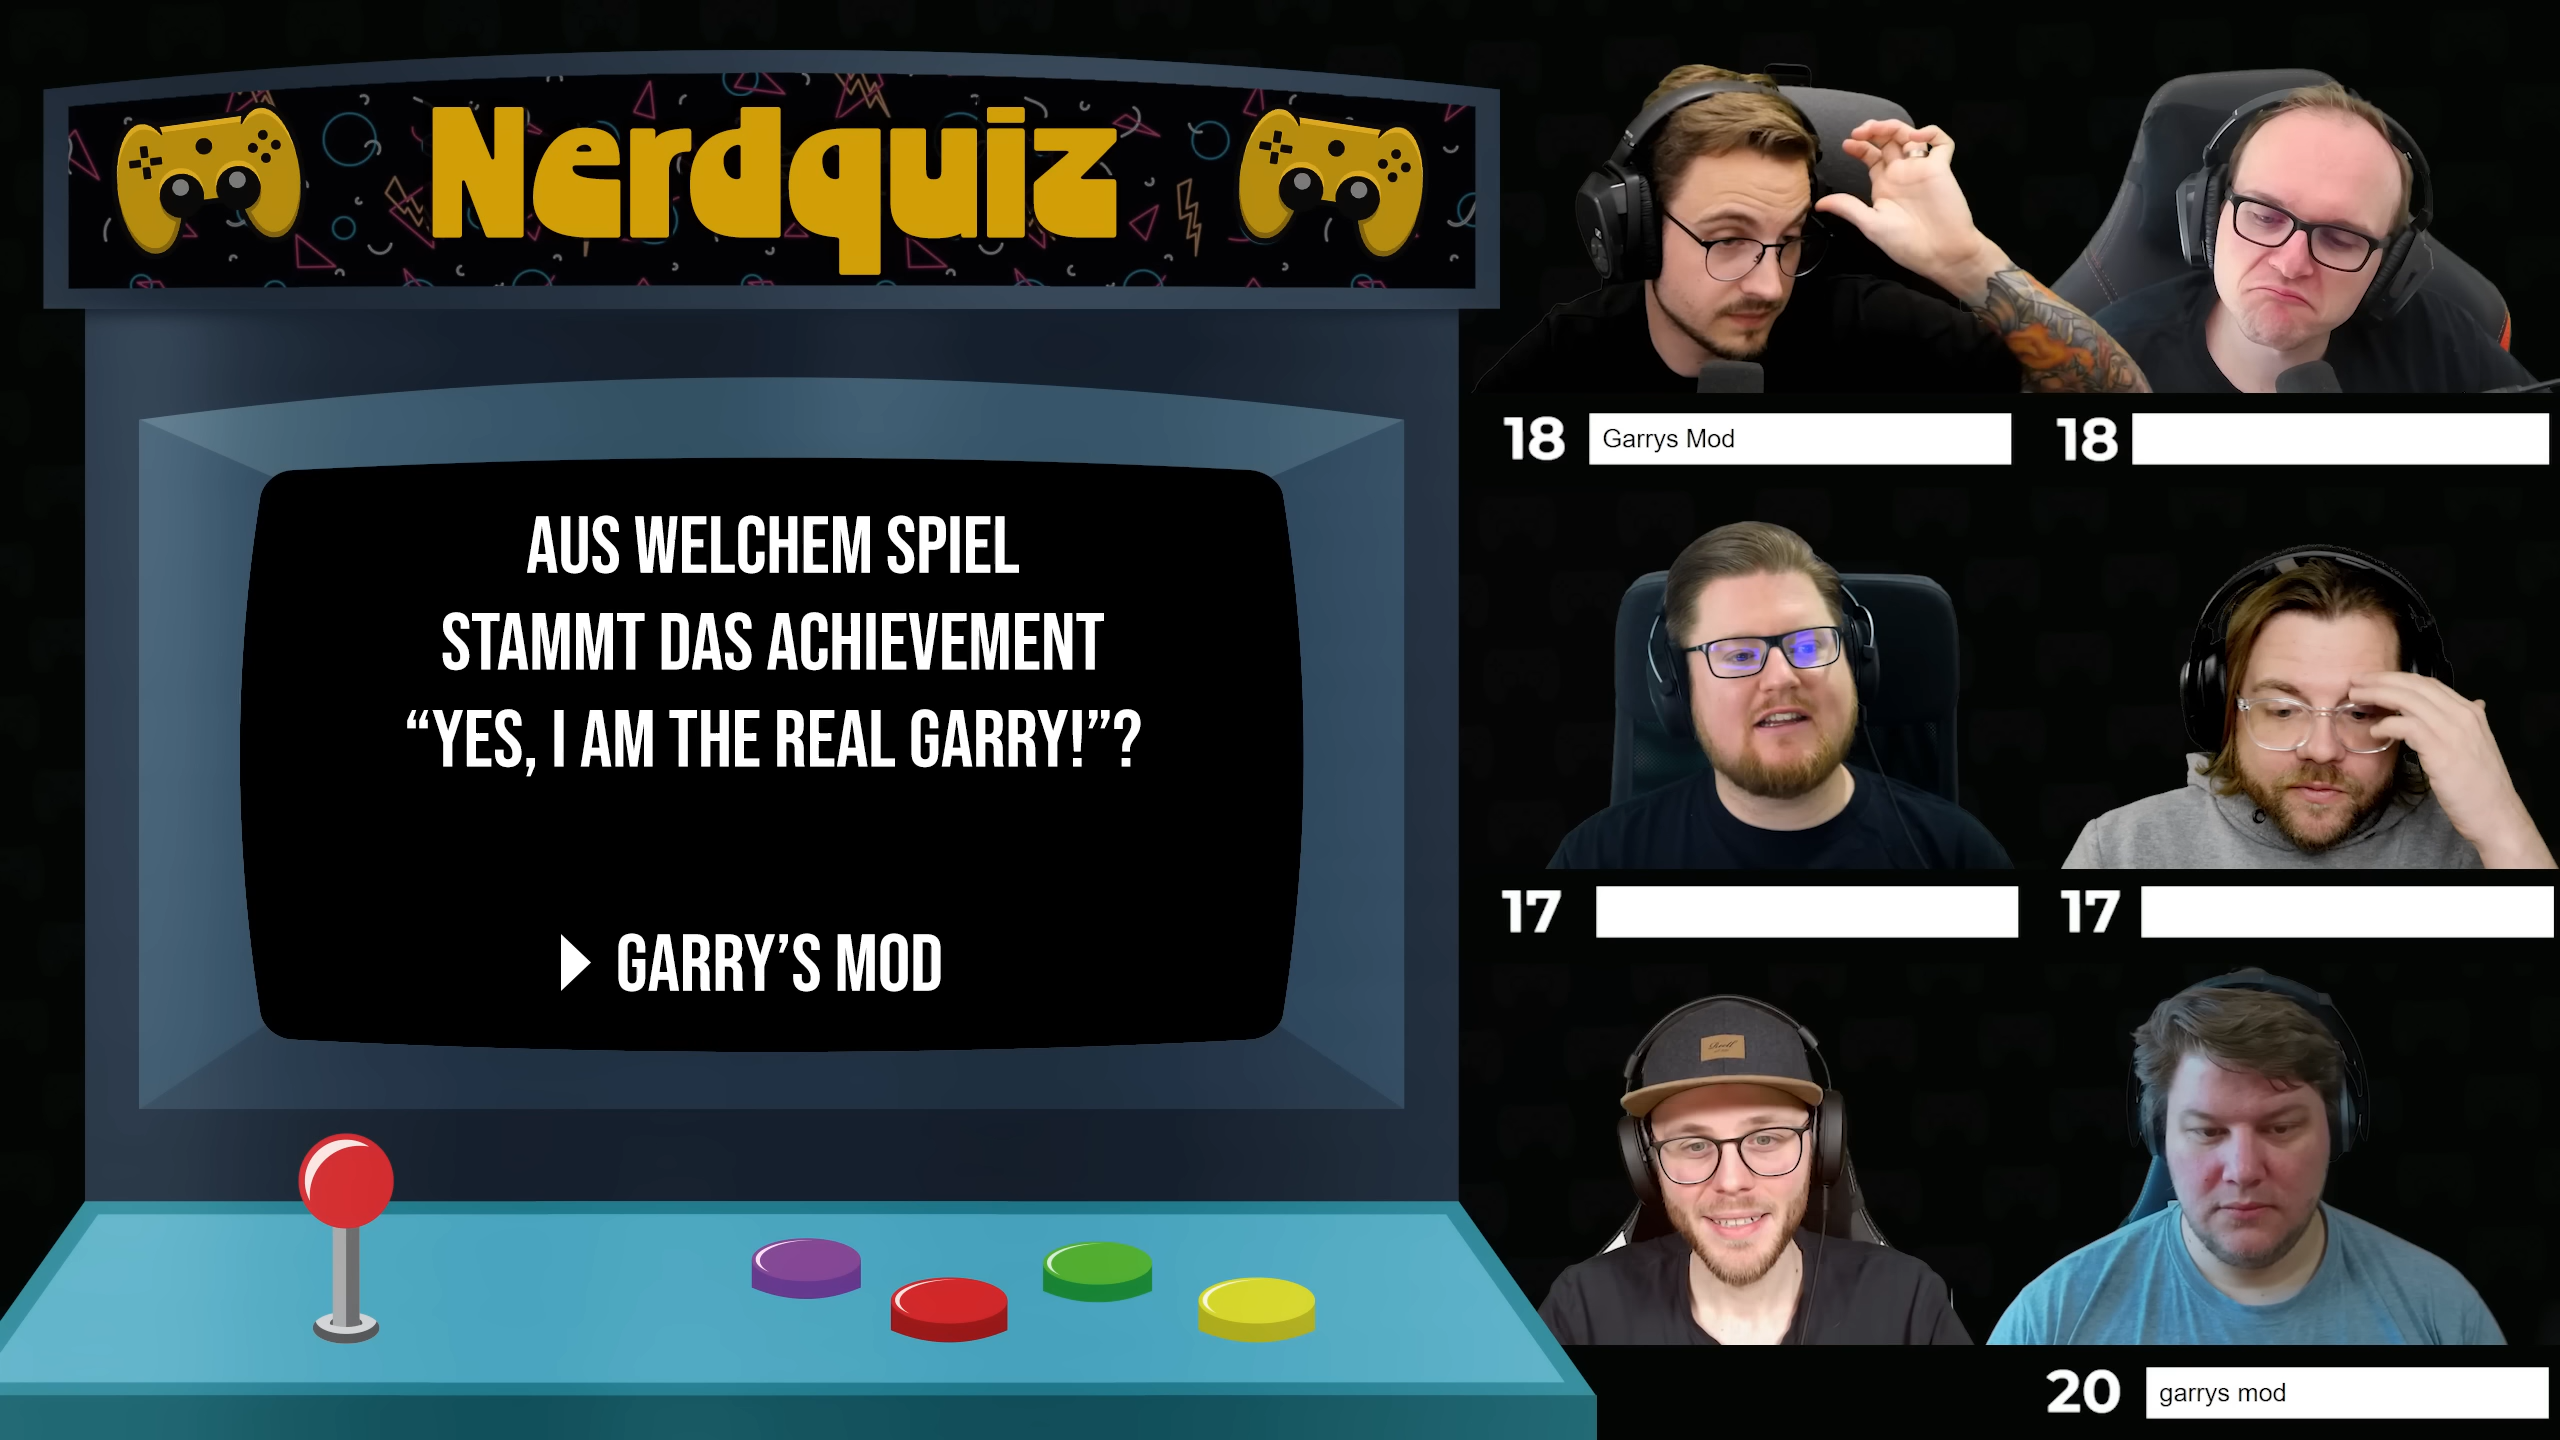 Nerdquiz
AUS WELCHEM SPIEL
STAMMT DAS ACHIEVEMENT
“YES, I AM THE REAL GARRY!”?
GARRY’S MOD
18 Garrys Mod
18
17
17
20 garrys mod